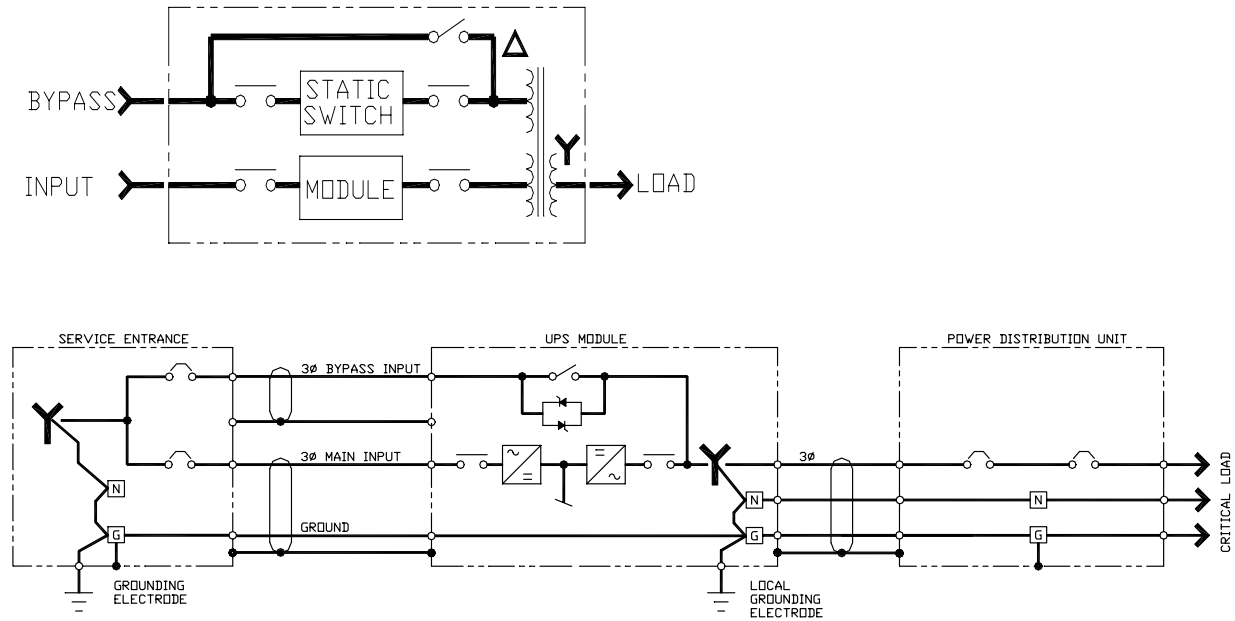 BYPASS
STATIC
SWITCH
INPUT
MODULE
LOAD
SERVICE ENTRANCE
UPS MODULE
POWER DISTRIBUTION UNIT
3Ø BYPASS INPUT
3Ø MAIN INPUT
3Ø
N
N
N
GROUND
G
G
G
CRITICAL LOAD
GROUNDING
ELECTRODE
LOCAL
GROUNDING
ELECTRODE